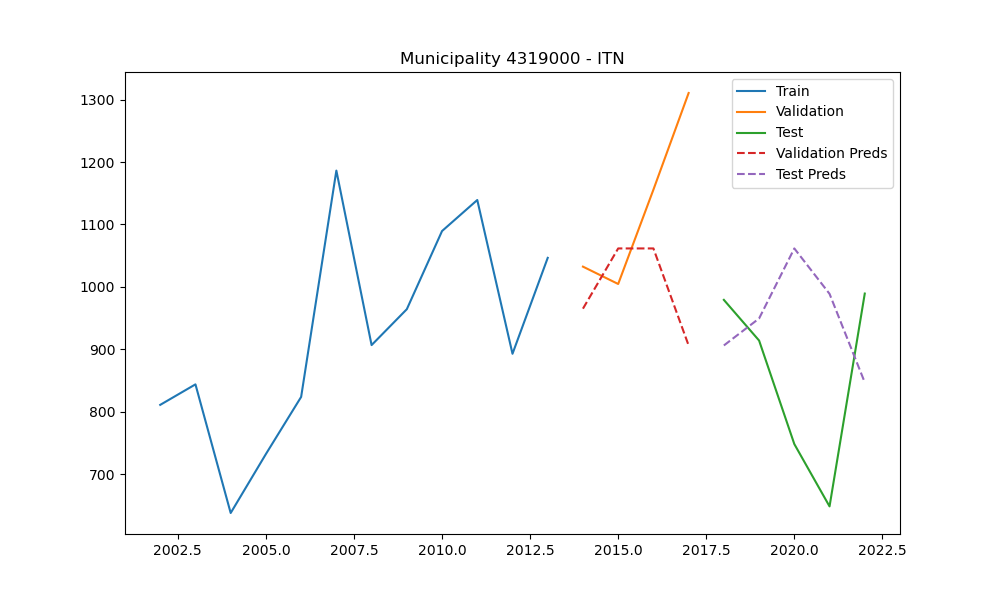 Municipality 4319000 - ITN
Train
Validation
Test
Validation Preds
Test Preds
1300
1200
1100
1000
900
800
700
2002.5 2005.0 2007.5 2010.0 2012.5 2015.0 2017.5 2020.0 2022.5